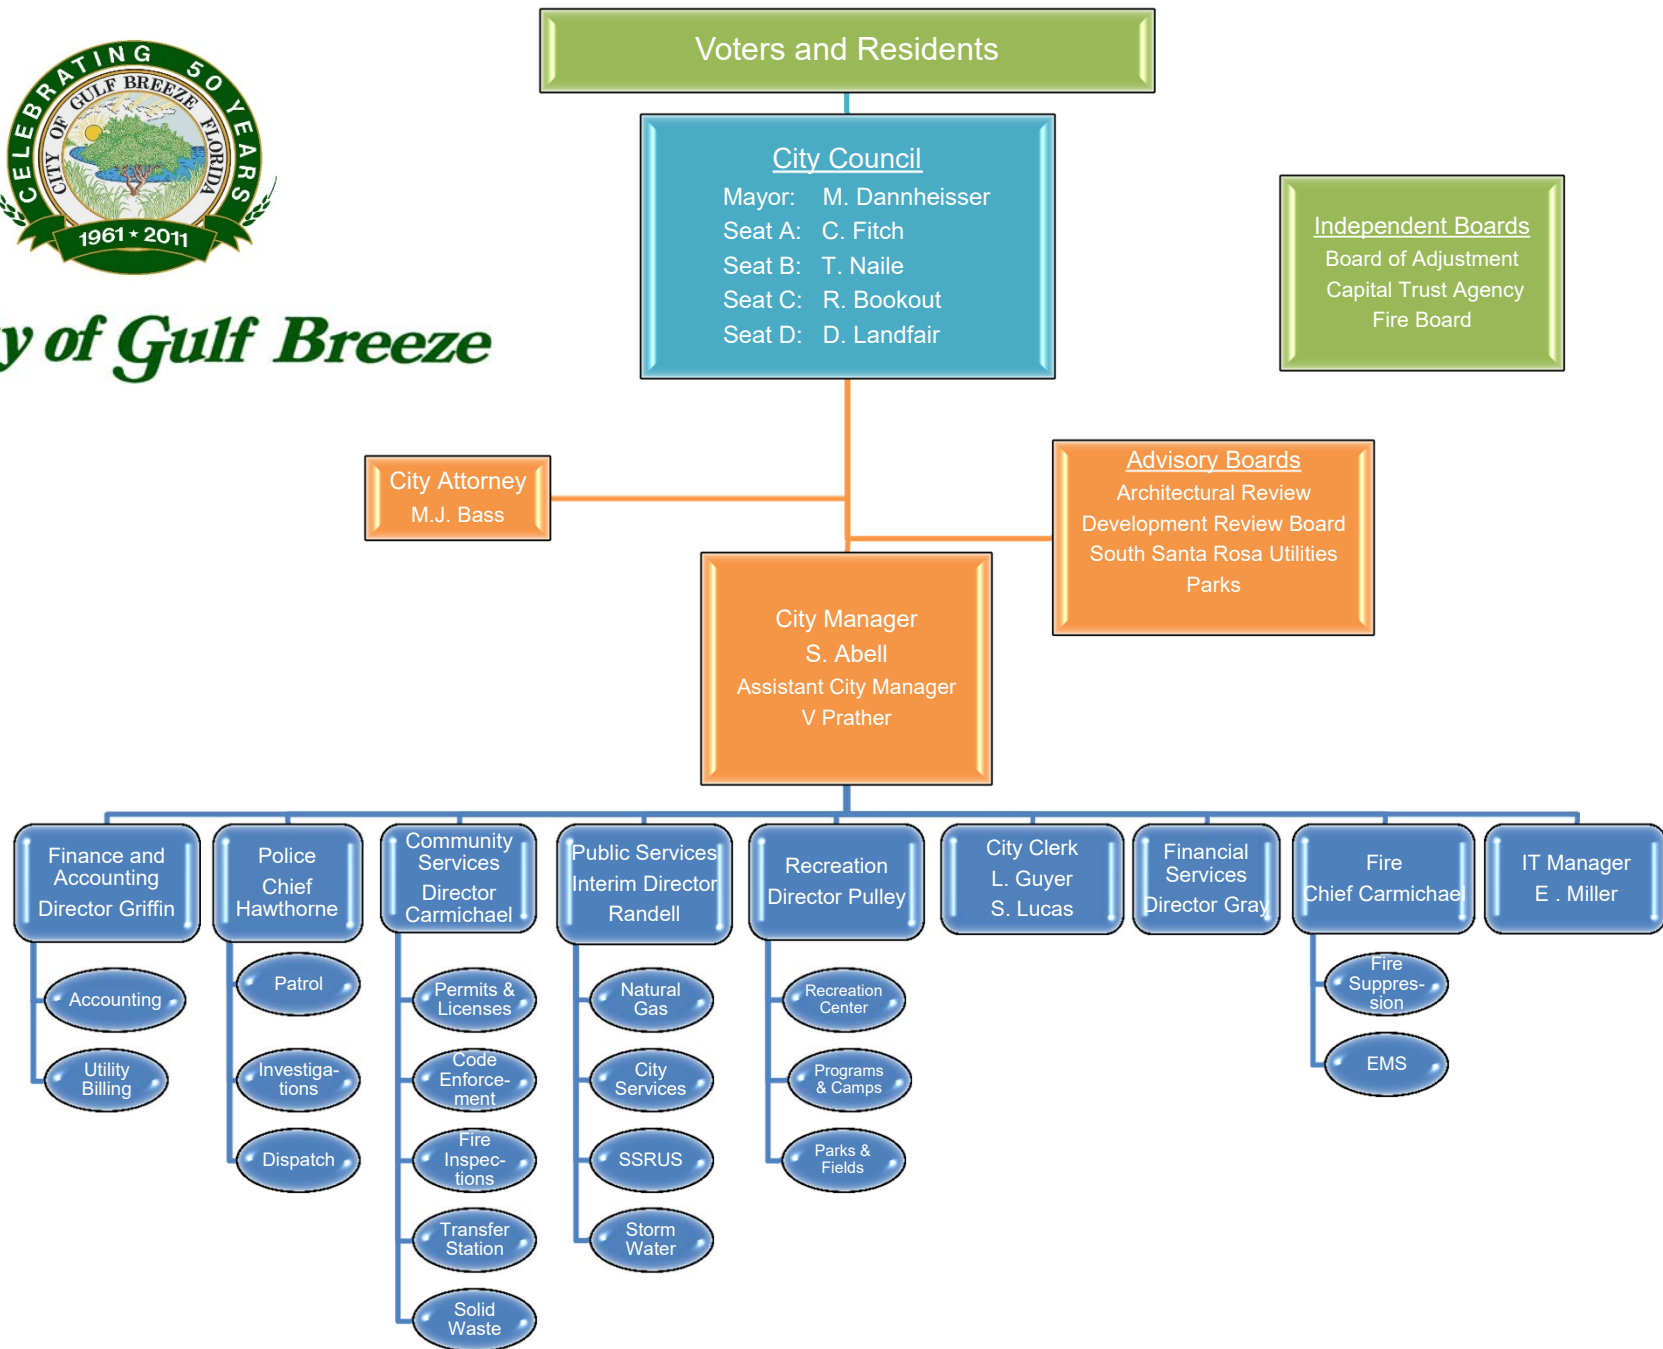 Voters and Residents
CELEBRATING 50 YEARS
CITY OF GULF BREEZE FLORIDA
1961 ★ 2011
y of Gulf Breeze
City Council
Mayor: M. Dannheisser
Seat A: C. Fitch
Seat B: T. Naile
Seat C: R. Bookout
Seat D: D. Landfair
Independent Boards
Board of Adjustment
Capital Trust Agency
Fire Board
City Attorney
M.J. Bass
Advisory Boards
Architectural Review
Development Review Board
South Santa Rosa Utilities
Parks
City Manager
S. Abell
Assistant City Manager
V Prather
Finance and
Accounting
Director Griffin
Accounting
Utility
Billing
Police
Chief
Hawthorne
Patrol
Investiga-
tions
Dispatch
Community
Services
Director
Carmichael
Permits &
Licenses
Code
Enforce-
ment
Fire
Inspec-
tions
Transfer
Station
Solid
Waste
Public Services
Interim Director
Randell
Natural
Gas
City
Services
SSRUS
Storm
Water
Recreation
Director Pulley
Recreation
Center
Programs
& Camps
Parks &
Fields
City Clerk
L. Guyer
S. Lucas
Financial
Services
Director Gray
Fire
Chief Carmichael
Fire
Suppres-
sion
EMS
IT Manager
E . Miller